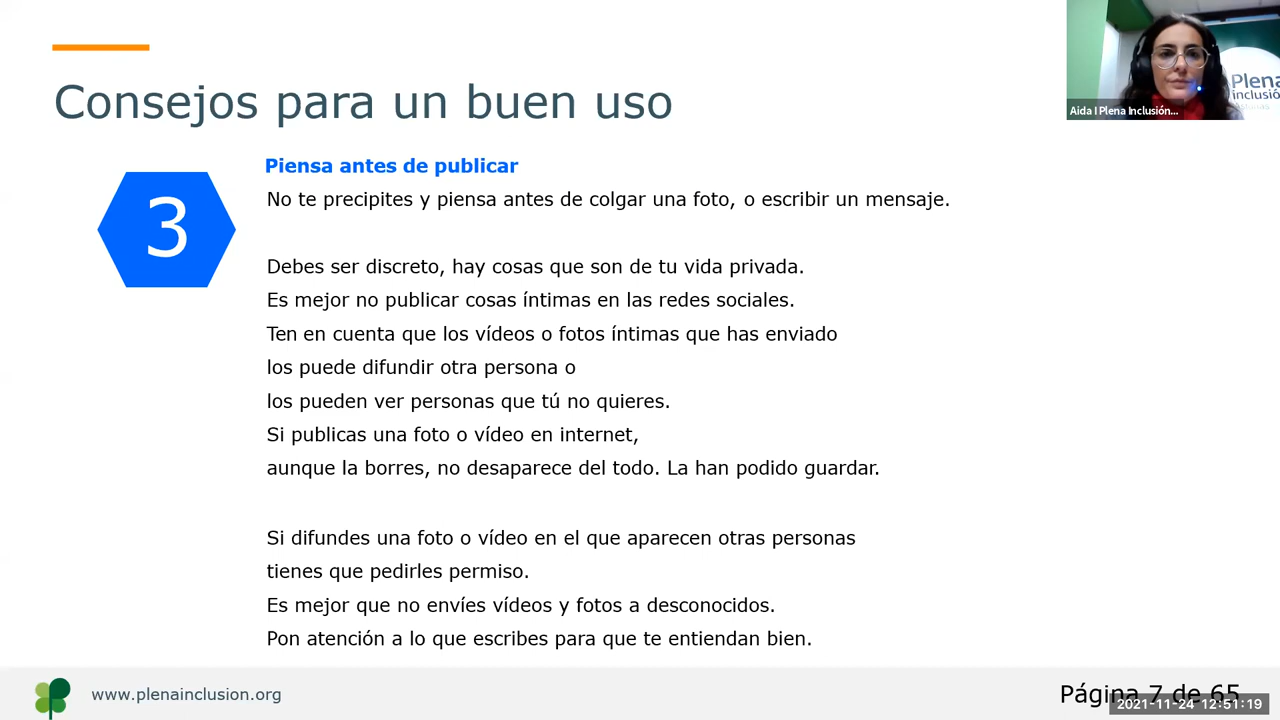 Consejos para un buen uso
Plena
inclusió
Aida I Plena Inclusión...
3
Piensa antes de publicar
No te precipites y piensa antes de colgar una foto, o escribir un mensaje.
Debes ser discreto, hay cosas que son de tu vida privada.
Es mejor no publicar cosas íntimas en las redes sociales.
Ten en cuenta que los vídeos o fotos íntimas que has enviado
los puede difundir otra persona o
los pueden ver personas que tú no quieres.
Si publicas una foto o vídeo en internet,
aunque la borres, no desaparece del todo. La han podido guardar.
Si difundes una foto o vídeo en el que aparecen otras personas
tienes que pedirles permiso.
Es mejor que no envíes vídeos y fotos a desconocidos.
Pon atención a lo que escribes para que te entiendan bien.
www.plenainclusion.org
Página 7 de 65
2021-11-24 12:51:19